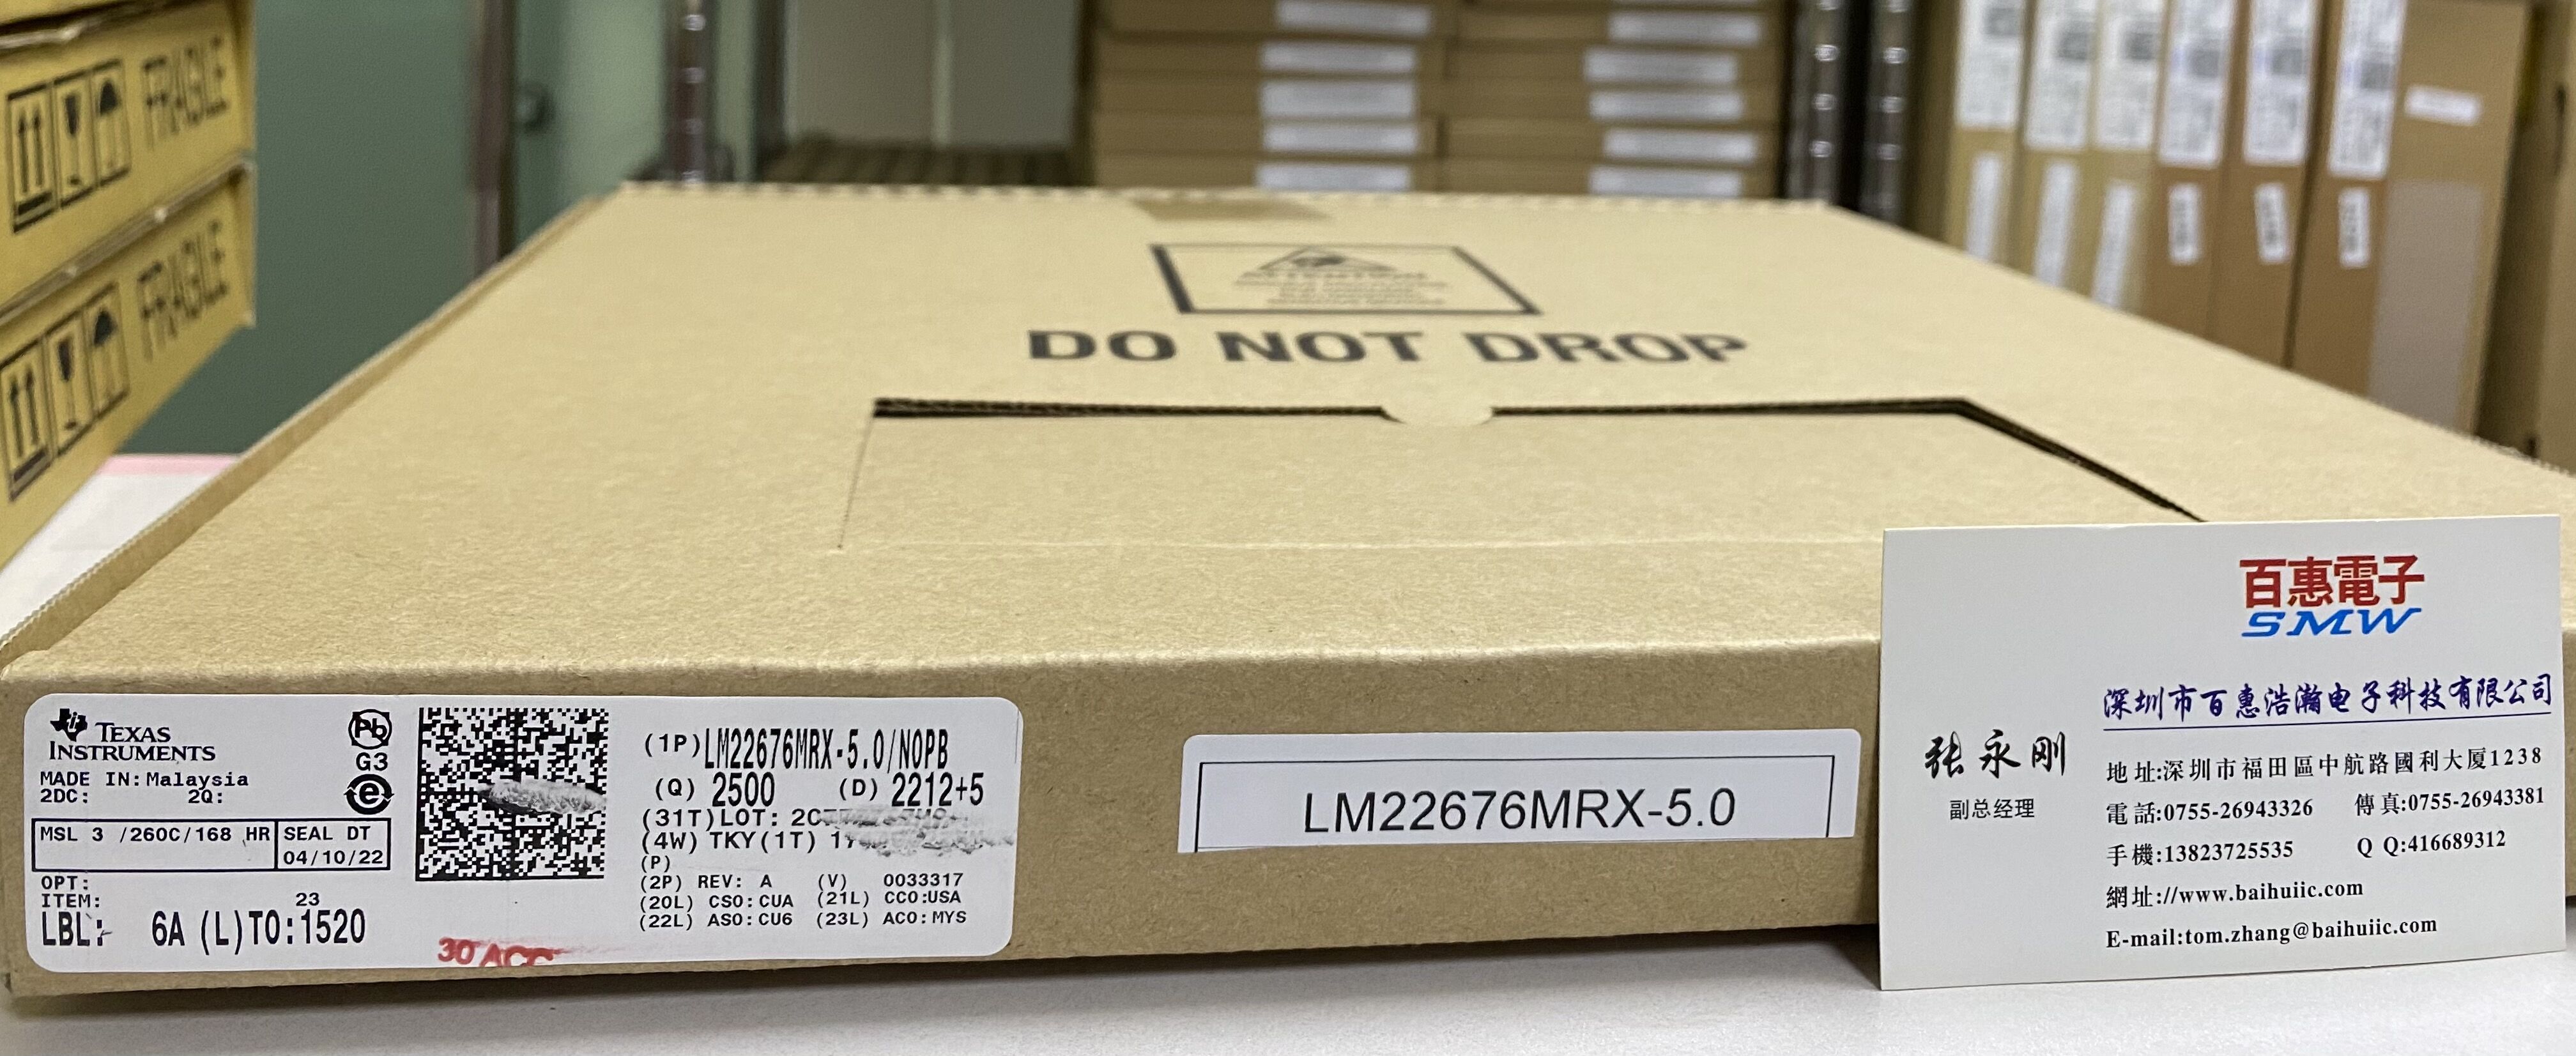 FRAGILE
FRAGILE
DO NOT DROP
TEXAS
INSTRUMENTS
Pb
G3
e
MADE IN: Malaysia
2DC: 2Q:
MSL 3 /260C/168 HR
SEAL DT
04/10/22
OPT:
ITEM:
23
LBL: 6A (L)TO:1520
30 ACC
(1P)LM22676MRX-5.0/NOPB
(Q) 2500 (D) 2212+5
(31T)LOT:
(4W) TKY(1T)
(P)
(2P) REV: A (V) 0033317
(20L) CSO:CUA (21L) CCO:USA
(22L) ASO:CU6 (23L) ACO:MYS
LM22676MRX-5.0
百惠電子
SMW
深圳市百惠浩瀚电子科技有限公司
张永刚
副总经理
地址:深圳市福田區中航路國利大厦1238
電話:0755-26943326 傳真:0755-26943381
手機:13823725535 Q Q:416689312
網址://www.baihuiic.com
E-mail:tom.zhang@baihuiic.com